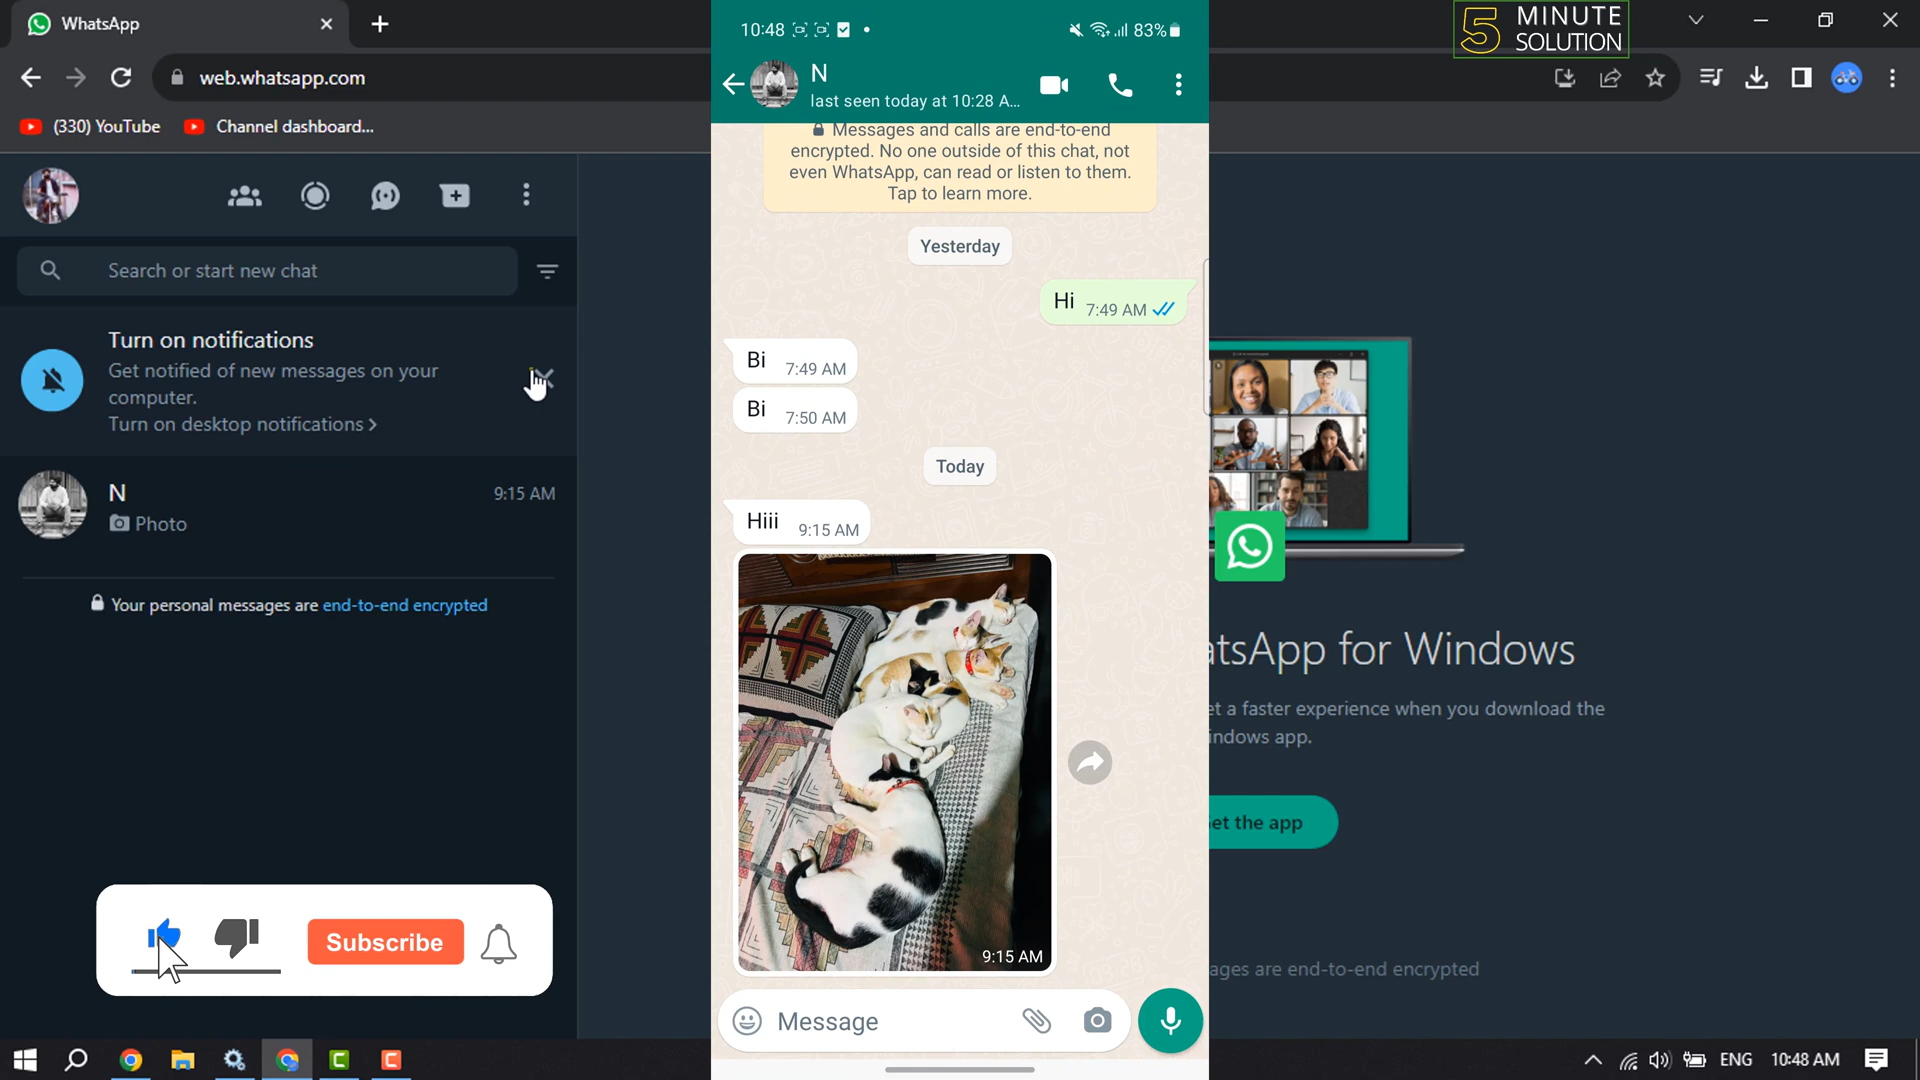 WhatsApp
web.whatsapp.com
(330) YouTube
Channel dashboard...
5 MINUTE
SOLUTION
Search or start new chat
Turn on notifications
Get notified of new messages on your
computer.
Turn on desktop notifications >
N
9:15 AM
Photo
Your personal messages are end-to-end encrypted
Subscribe
10:48
83%
N
last seen today at 10:28 A...
Messages and calls are end-to-end
encrypted. No one outside of this chat, not
even WhatsApp, can read or listen to them.
Tap to learn more.
Yesterday
Hi 7:49 AM
Bi 7:49 AM
Bi 7:50 AM
Today
Hiii 9:15 AM
9:15 AM
Message
atsApp for Windows
et a faster experience when you download the
indows app.
et the app
ages are end-to-end encrypted
ENG
10:48 AM